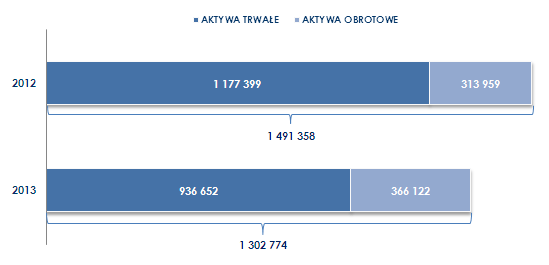 AKTYWA TRWAŁE AKTYWA OBROTOWE
2012 1 177 399 313 959
1 491 358
2013 936 652 366 122
1 302 774